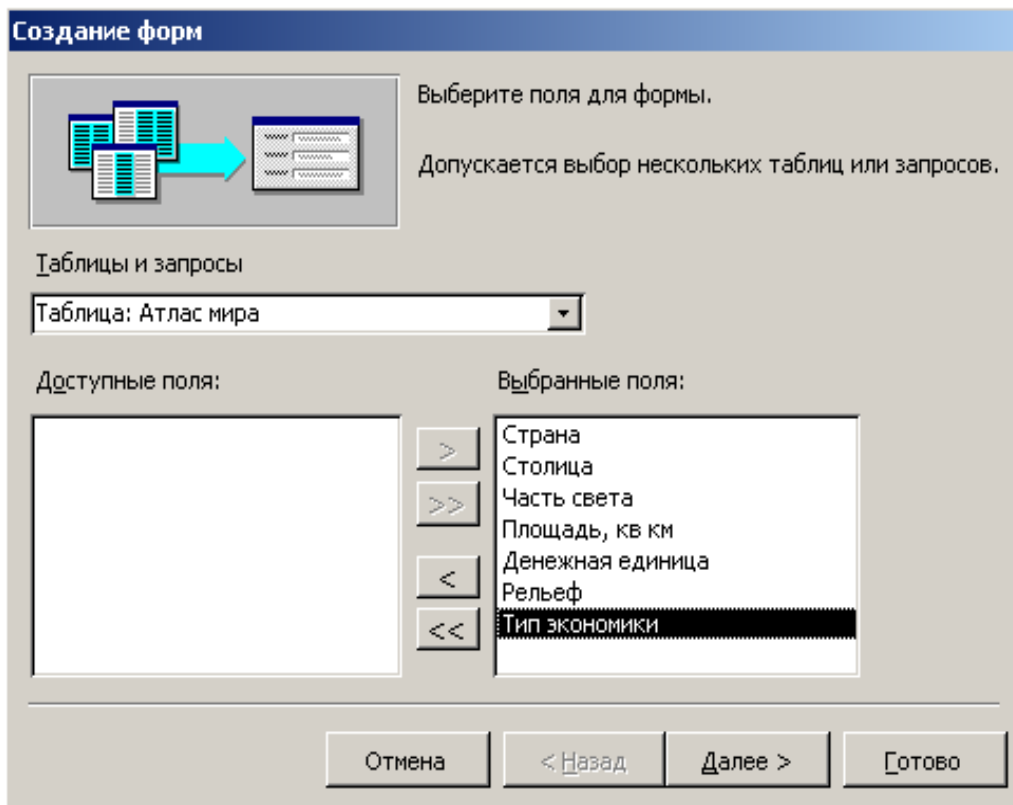 Создание форм
Выберите поля для формы.
Допускается выбор нескольких таблиц или запросов.
Таблицы и запросы
Таблица: Атлас мира
Доступные поля:
Выбранные поля:
>
>>
<
<<
Страна
Столица
Часть света
Площадь, кв км
Денежная единица
Рельеф
Тип экономики
Отмена
< Назад
Далее >
Готово